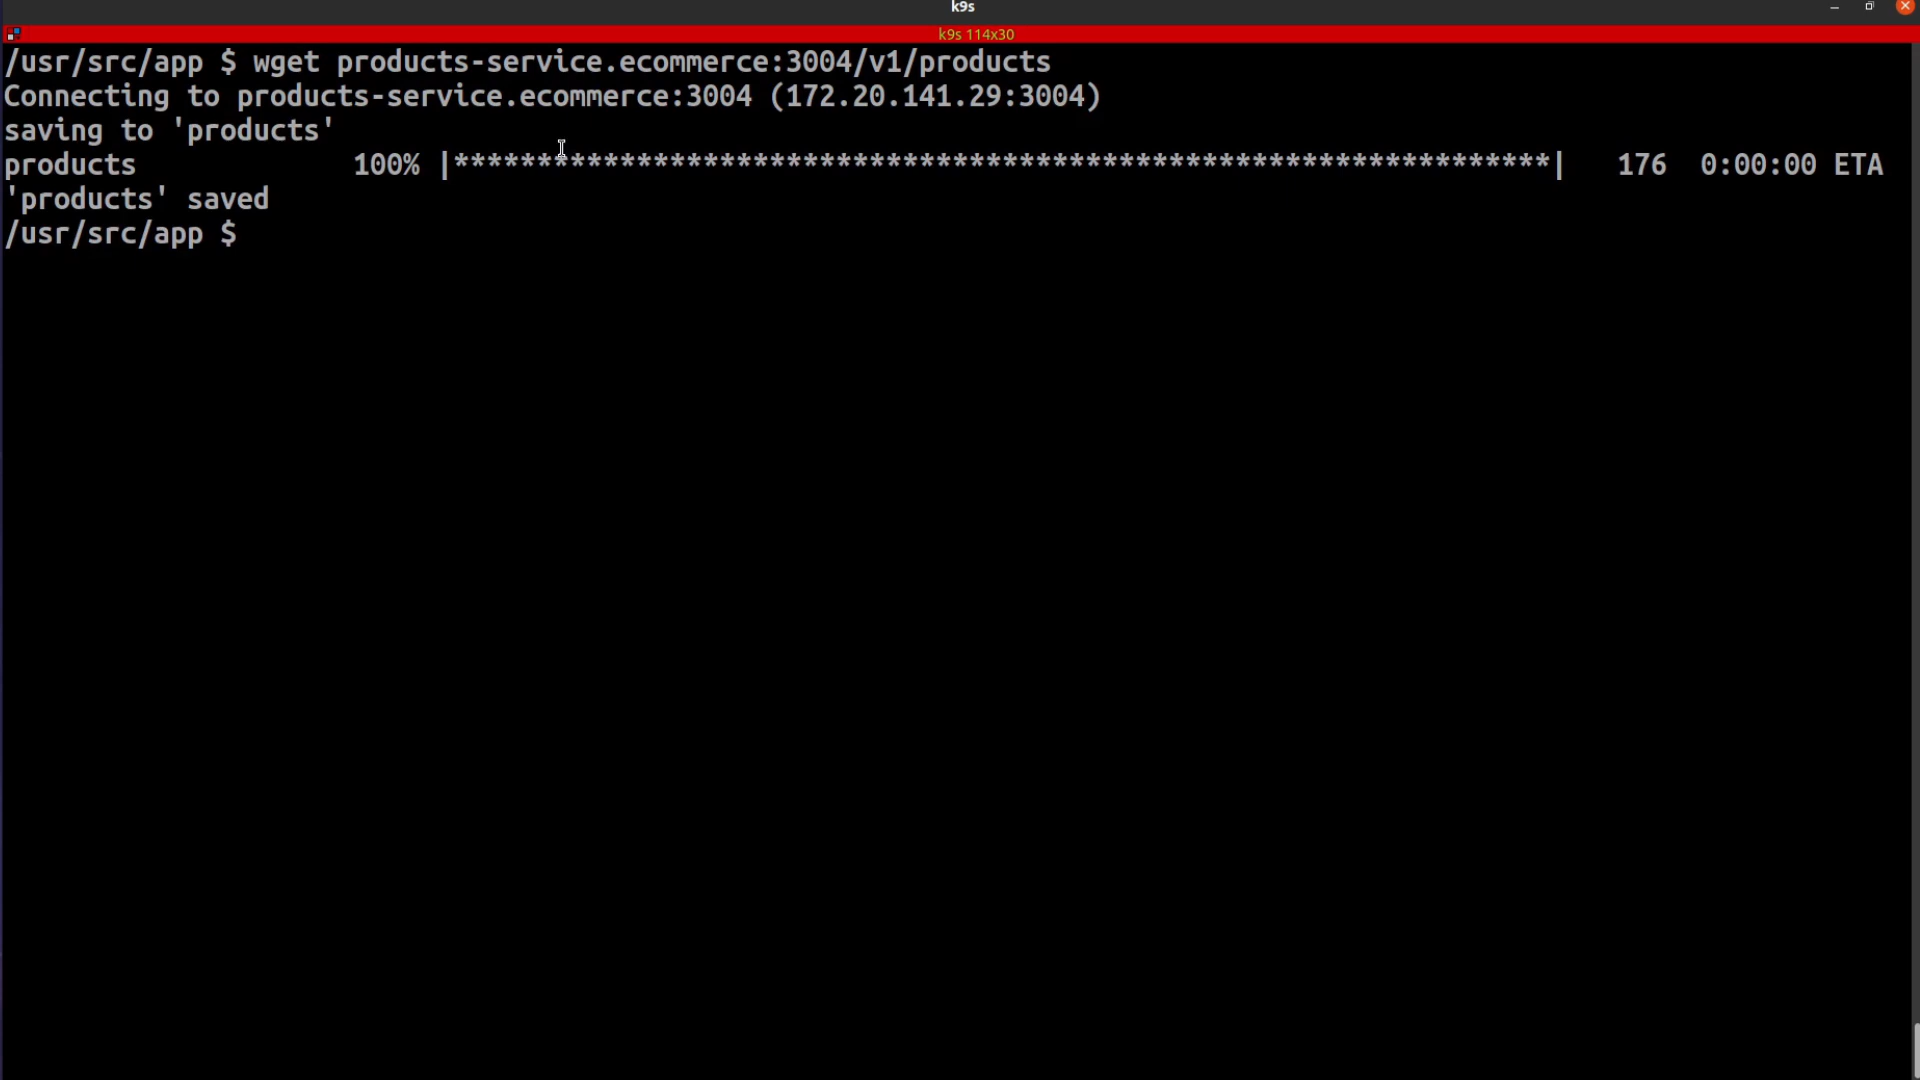 k9s
k9s 114x30
/usr/src/app $ wget products-service.ecommerce:3004/v1/products
Connecting to products-service.ecommerce:3004 (172.20.141.29:3004)
saving to 'products'
products             100% |******************************************************************|   176  0:00:00 ETA
'products' saved
/usr/src/app $